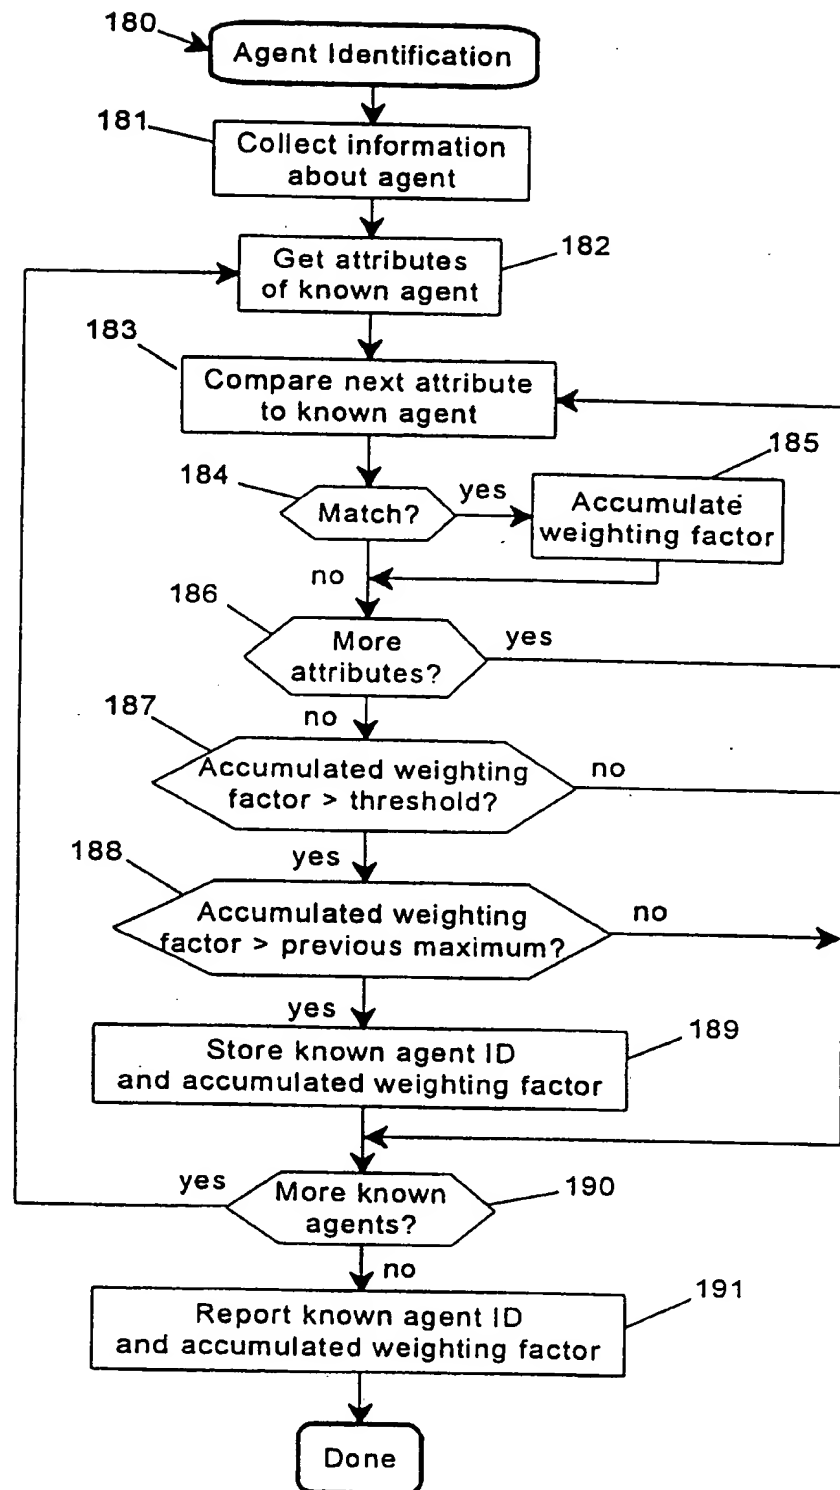 180
Agent Identification
181
Collect information
about agent
182
Get attributes
of known agent
183
Compare next attribute
to known agent
184
Match?
yes
185
Accumulate
weighting factor
no
186
More
attributes?
yes
187
no
Accumulated weighting
factor > threshold?
no
188
yes
Accumulated weighting
factor > previous maximum?
no
yes
189
Store known agent ID
and accumulated weighting factor
yes
More known
agents?
190
no
Report known agent ID
and accumulated weighting factor
191
Done